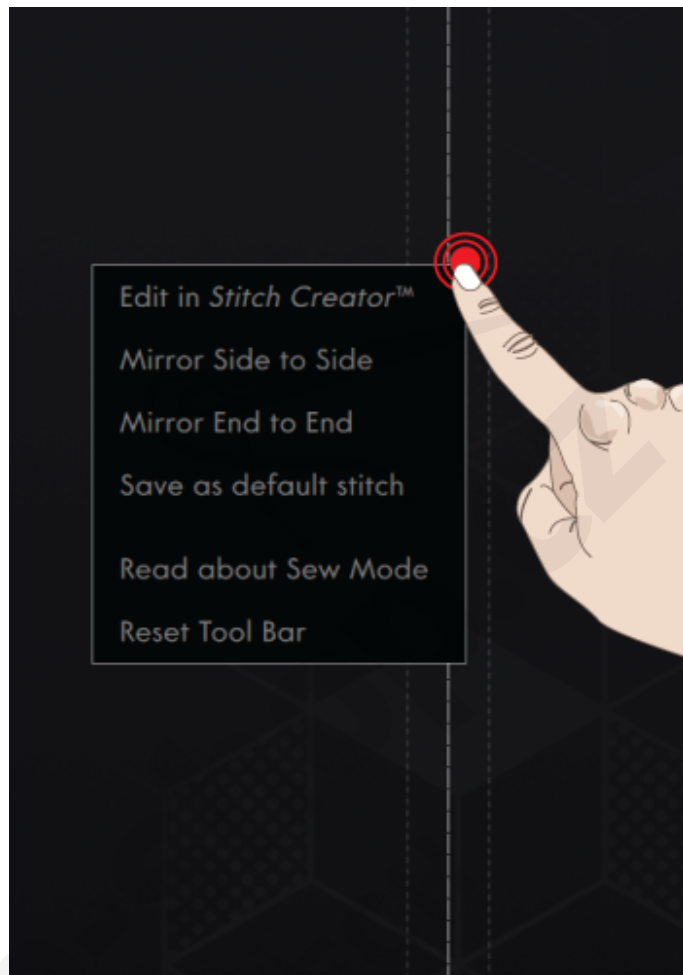 Edit in Stitch Creator™
Mirror Side to Side
Mirror End to End
Save as default stitch
Read about Sew Mode
Reset Tool Bar